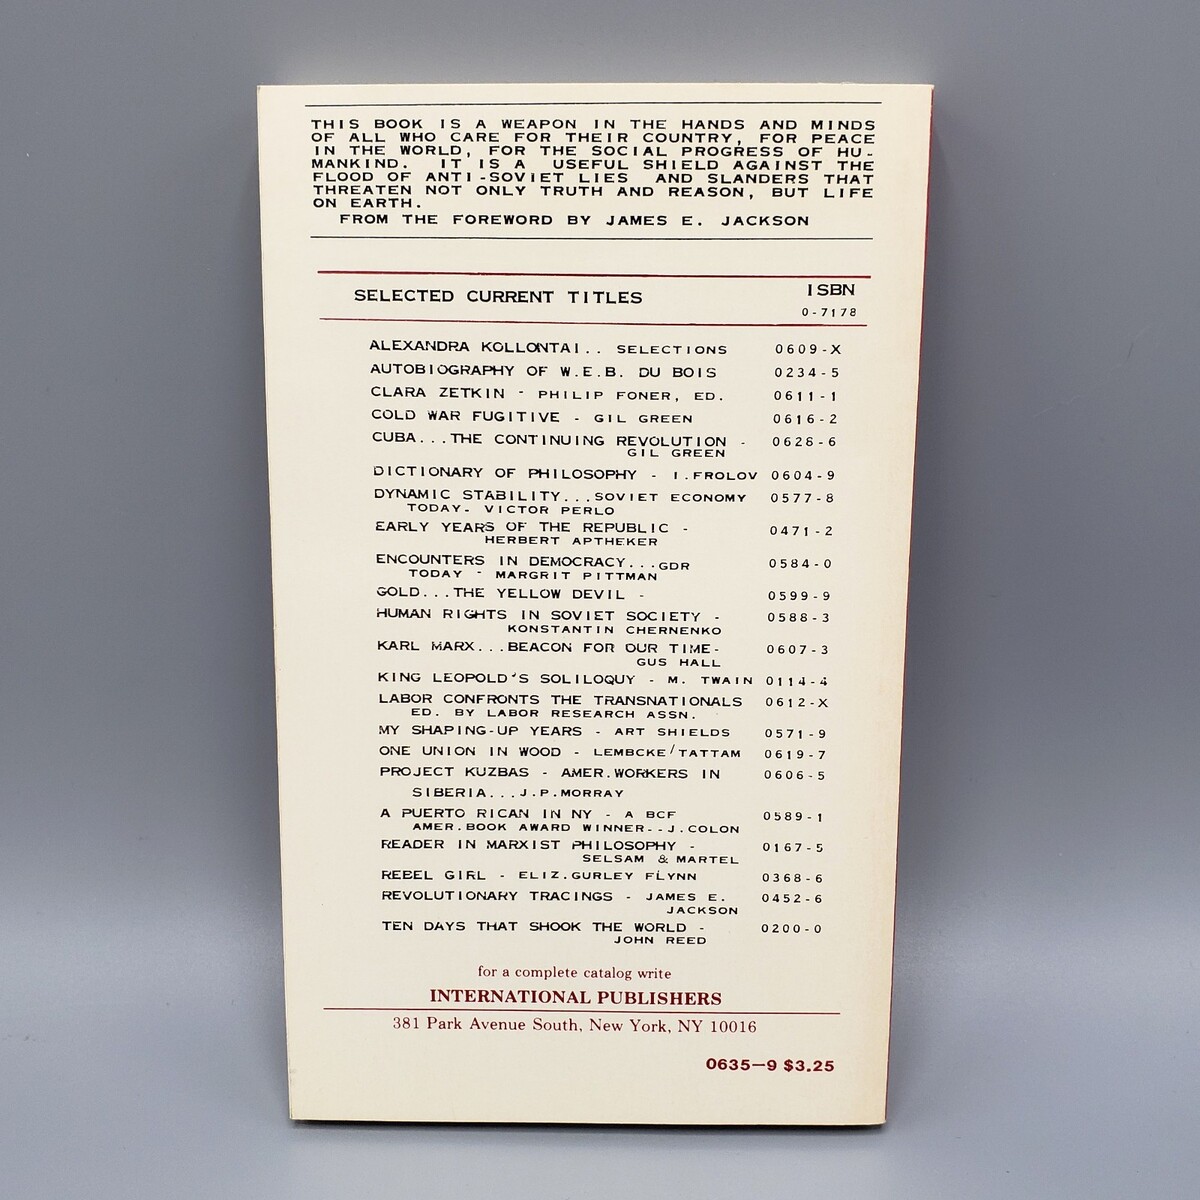 THIS BOOK IS A WEAPON IN THE HANDS AND MINDS
OF ALL WHO CARE FOR THEIR COUNTRY, FOR PEACE
IN THE WORLD, FOR THE SOCIAL PROGRESS OF HU-
MANKIND. IT IS A USEFUL SHIELD AGAINST THE
FLOOD OF ANTI-SOVIET LIES AND SLANDERS THAT
THREATEN NOT ONLY TRUTH AND REASON, BUT LIFE
ON EARTH.
FROM THE FOREWORD BY JAMES E. JACKSON
SELECTED CURRENT TITLES ISBN
0-7178
ALEXANDRA KOLLONTAI.. SELECTIONS 0609-X
AUTOBIOGRAPHY OF W.E.B. DU BOIS 0234-5
CLARA ZETKIN - PHILIP FONER, ED. 0611-1
COLD WAR FUGITIVE - GIL GREEN 0616-2
CUBA...THE CONTINUING REVOLUTION - 0628-6
GIL GREEN
DICTIONARY OF PHILOSOPHY - I.FROLOV 0604-9
DYNAMIC STABILITY...SOVIET ECONOMY 0577-8
TODAY- VICTOR PERLO
EARLY YEARS OF THE REPUBLIC - 0471-2
HERBERT APTHEKER
ENCOUNTERS IN DEMOCRACY...GDR 0584-0
TODAY - MARGRIT PITTMAN
GOLD...THE YELLOW DEVIL - 0599-9
HUMAN RIGHTS IN SOVIET SOCIETY - 0588-3
KONSTANTIN CHERNENKO
KARL MARX...BEACON FOR OUR TIME- 0607-3
GUS HALL
KING LEOPOLD'S SOLILOQUY - M. TWAIN 0114-4
LABOR CONFRONTS THE TRANSNATIONALS 0612-X
ED. BY LABOR RESEARCH ASSN.
MY SHAPING-UP YEARS - ART SHIELDS 0571-9
ONE UNION IN WOOD - LEMBCKE/TATTAM 0619-7
PROJECT KUZBAS - AMER.WORKERS IN 0606-5
SIBERIA...J.P.MORRAY
A PUERTO RICAN IN NY - A BCF 0589-1
AMER.BOOK AWARD WINNER--J.COLON
READER IN MARXIST PHILOSOPHY - 0167-5
SELSAM & MARTEL
REBEL GIRL - ELIZ.GURLEY FLYNN 0368-6
REVOLUTIONARY TRACINGS - JAMES E. 0452-6
JACKSON
TEN DAYS THAT SHOOK THE WORLD - 0200-0
JOHN REED
for a complete catalog write
INTERNATIONAL PUBLISHERS
381 Park Avenue South, New York, NY 10016
0635—9 $3.25